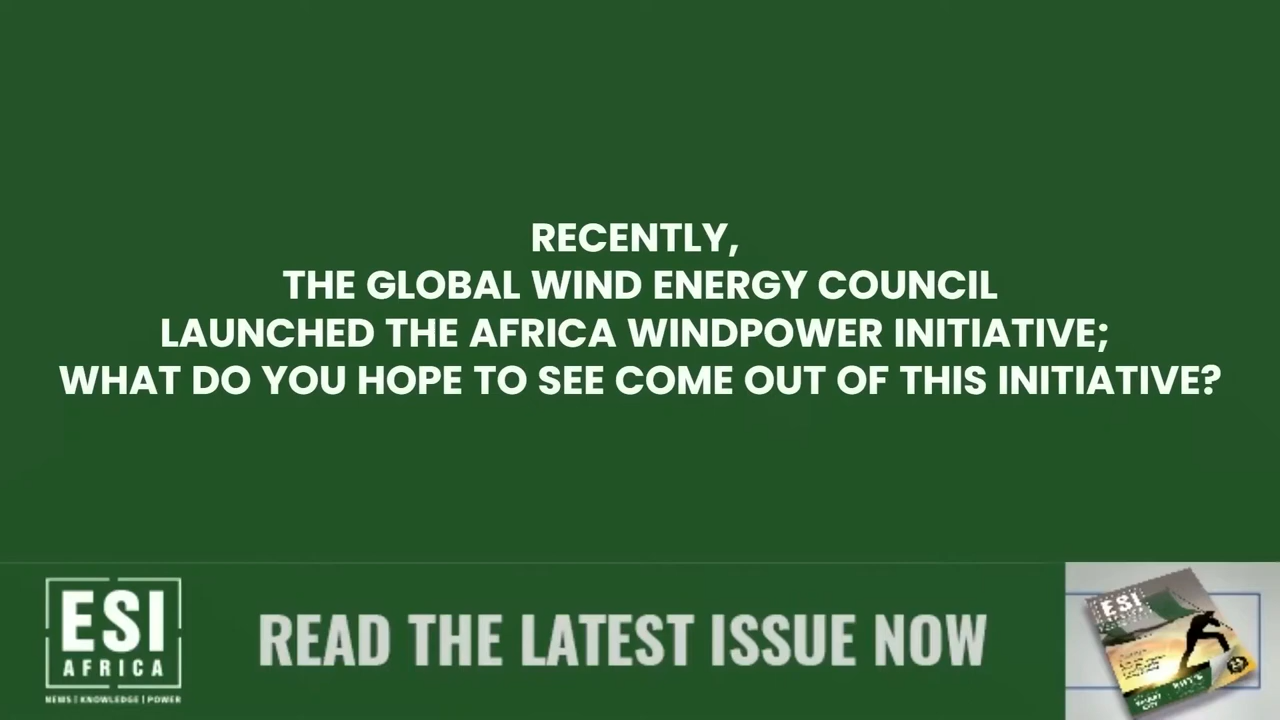 RECENTLY,
THE GLOBAL WIND ENERGY COUNCIL
LAUNCHED THE AFRICA WINDPOWER INITIATIVE;
WHAT DO YOU HOPE TO SEE COME OUT OF THIS INITIATIVE?
ESI
AFRICA
NEWS | KNOWLEDGE | POWER
READ THE LATEST ISSUE NOW
ESI